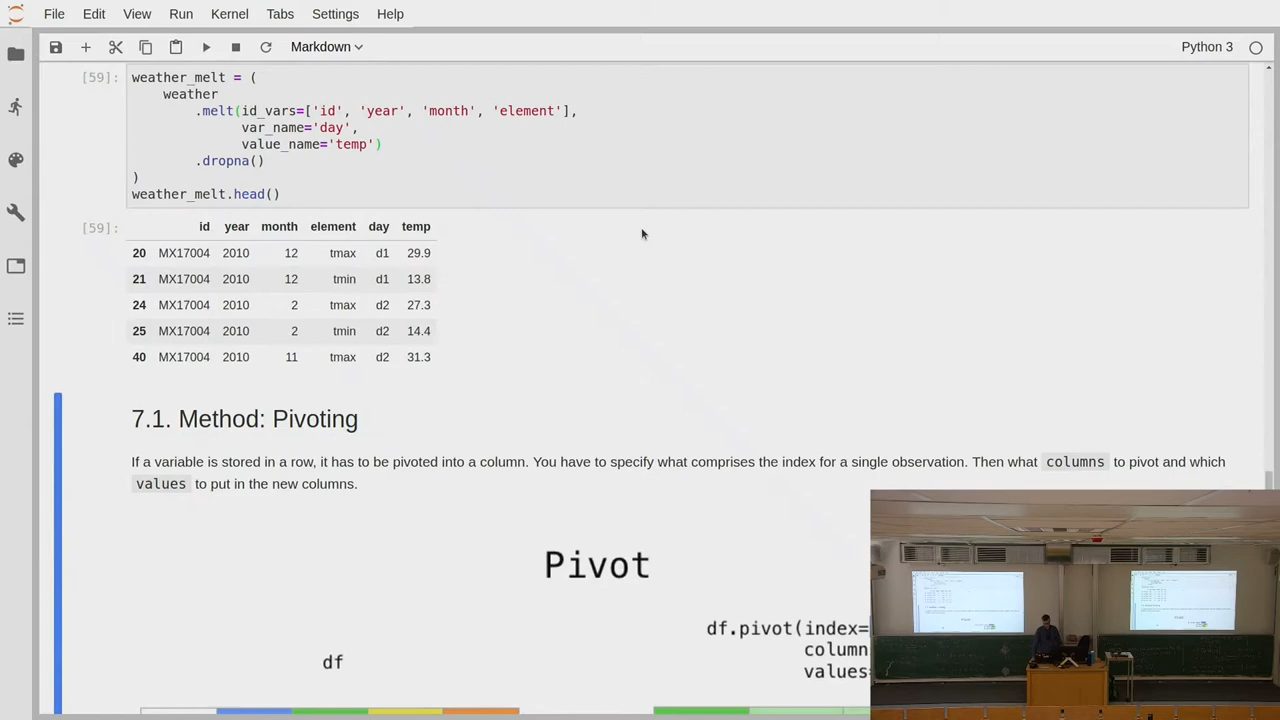 File Edit View Run Kernel Tabs Settings Help
Markdown Python 3
[59]: weather_melt = (
weather
.melt(id_vars=['id', 'year', 'month', 'element'],
var_name='day',
value_name='temp')
.dropna()
)
weather_melt.head()
[59]: id year month element day temp
20 MX17004 2010 12 tmax d1 29.9
21 MX17004 2010 12 tmin d1 13.8
24 MX17004 2010 2 tmax d2 27.3
25 MX17004 2010 2 tmin d2 14.4
40 MX17004 2010 11 tmax d2 31.3
7.1. Method: Pivoting
If a variable is stored in a row, it has to be pivoted into a column. You have to specify what comprises the index for a single observation. Then what columns to pivot and which
values to put in the new columns.
Pivot
df.pivot(index=
column
values=
df